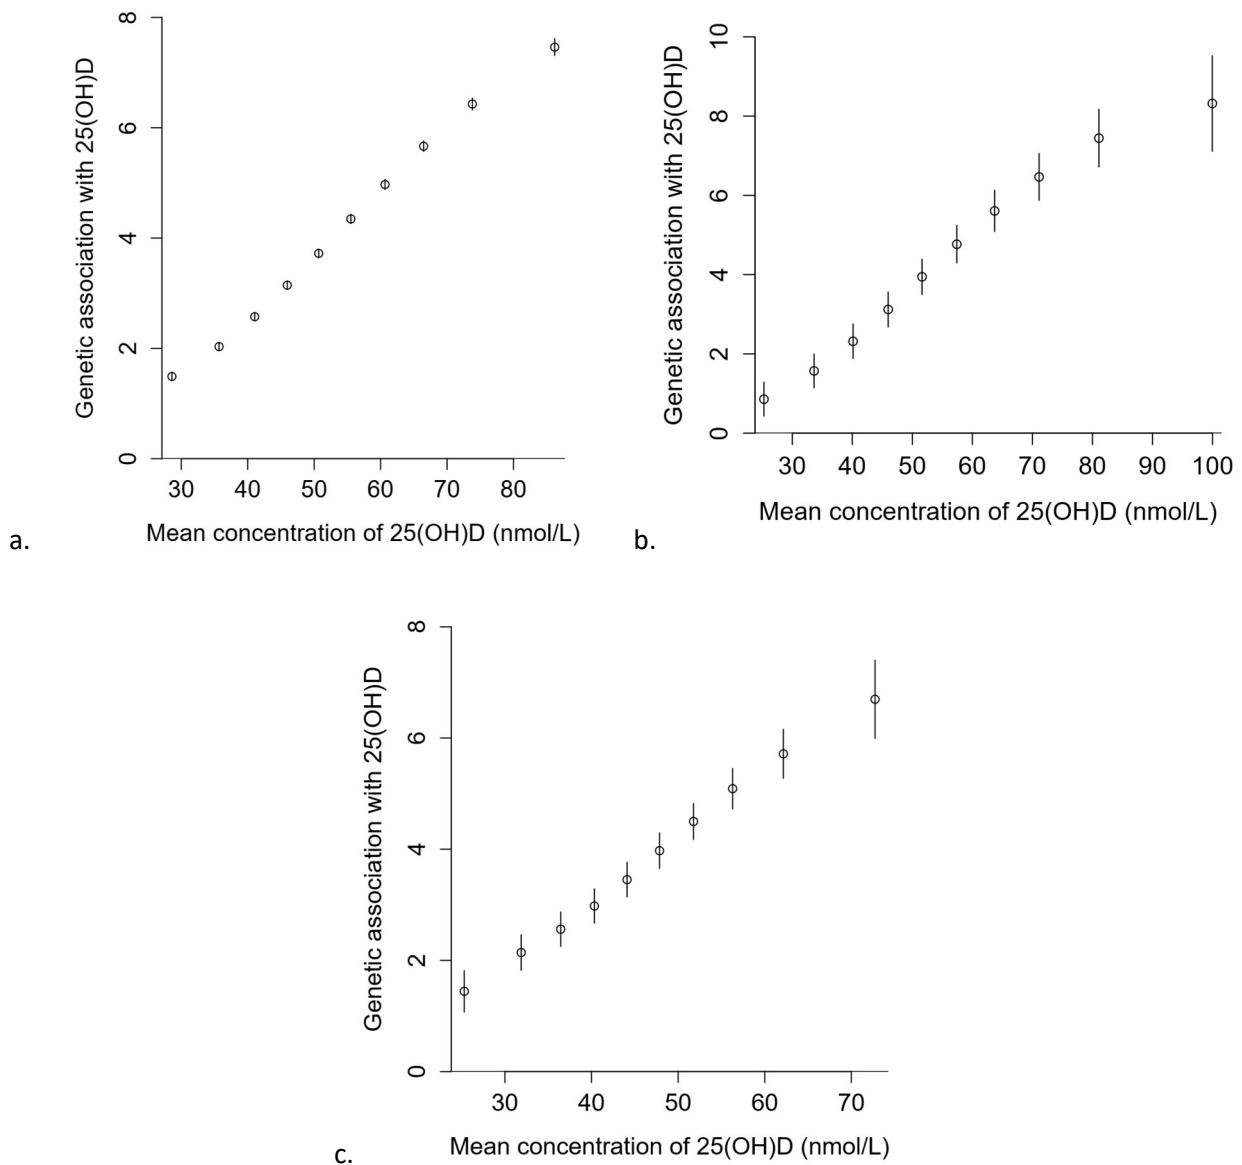 Genetic association with 25(OH)D
8
6
4
2
0
30 40 50 60 70 80
Mean concentration of 25(OH)D (nmol/L)
a.
Genetic association with 25(OH)D
10
8
6
4
2
0
30 40 50 60 70 80 90 100
Mean concentration of 25(OH)D (nmol/L)
b.
Genetic association with 25(OH)D
8
6
4
2
0
30 40 50 60 70
Mean concentration of 25(OH)D (nmol/L)
c.